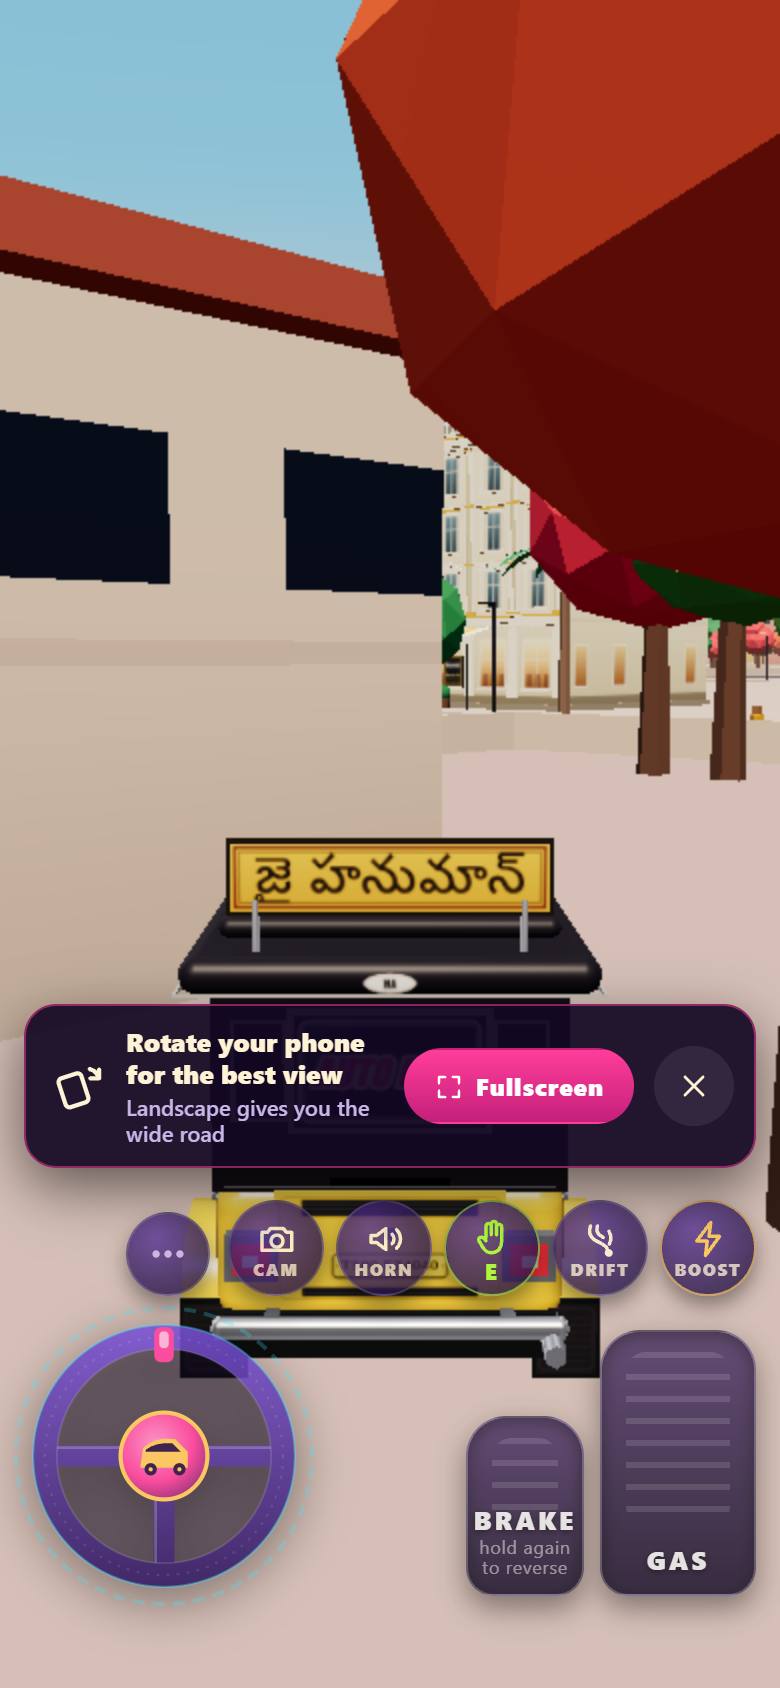 జై హనుమాన్
Rotate your phone
for the best view
Landscape gives you the
wide road
Fullscreen
CAM
HORN
E
DRIFT
BOOST
BRAKE
hold again
to reverse
GAS